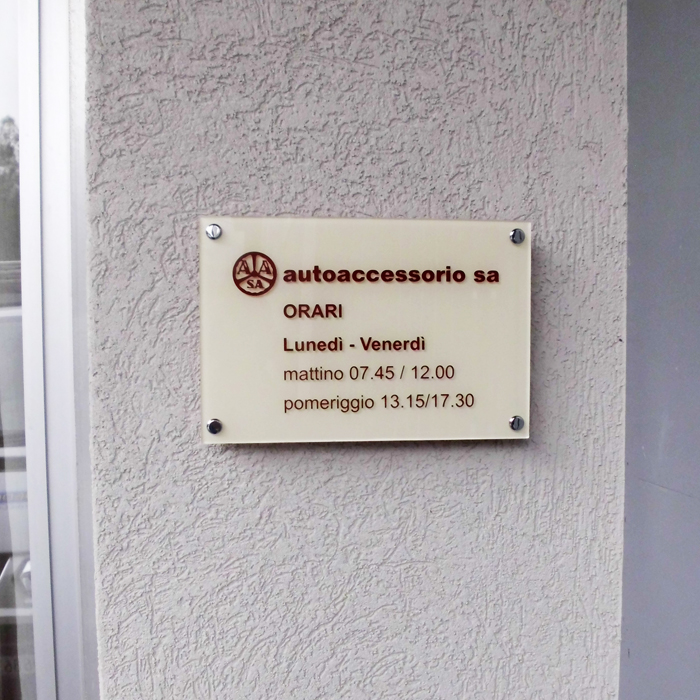 AA SA autoaccessorio sa
ORARI
Lunedì - Venerdì
mattino 07.45 / 12.00
pomeriggio 13.15/17.30